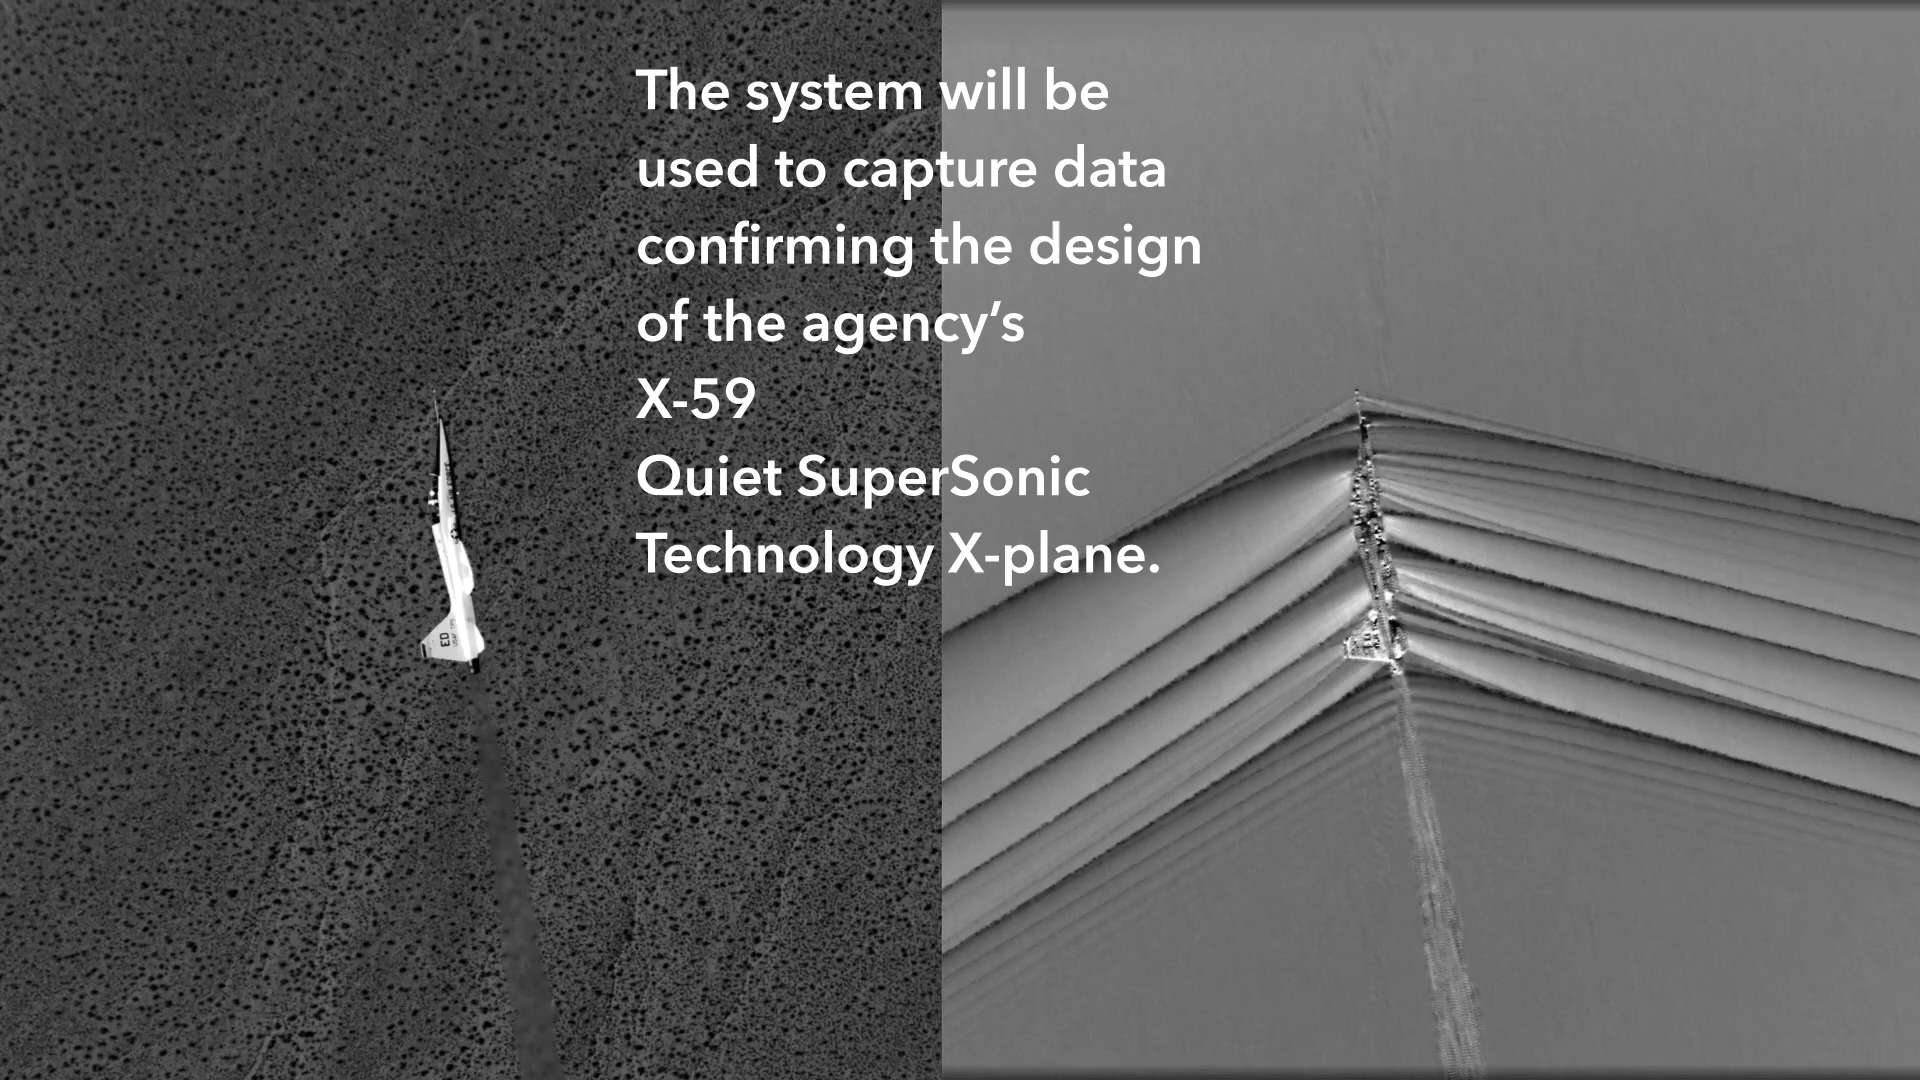 The system will be
used to capture data
confirming the design
of the agency’s
X-59
Quiet SuperSonic
Technology X-plane.
ED